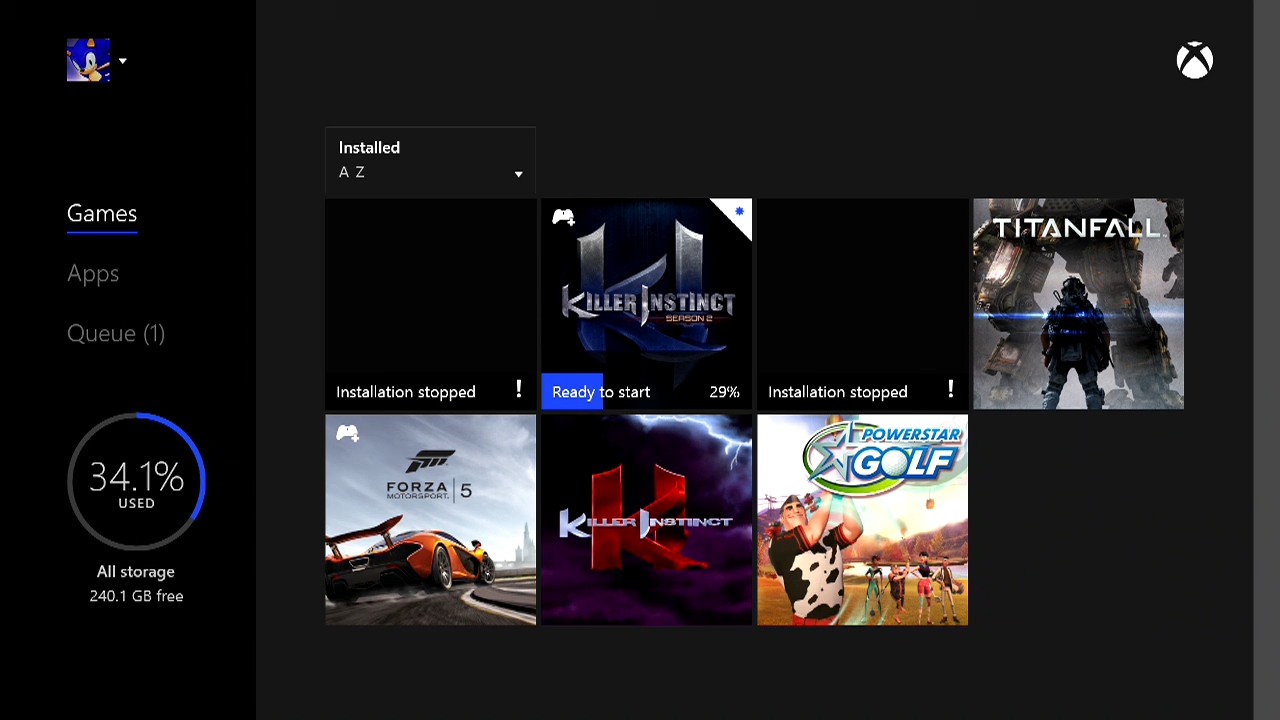 Installed
A Z
Games
Apps
Queue (1)
34.1%
USED
All storage
240.1 GB free
Installation stopped !
KILLER INSTINCT
SEASON 2
Ready to start 29%
Installation stopped !
TITANFALL
FORZA
MOTORSPORT 5
KILLER INSTINCT
POWERSTAR
GOLF